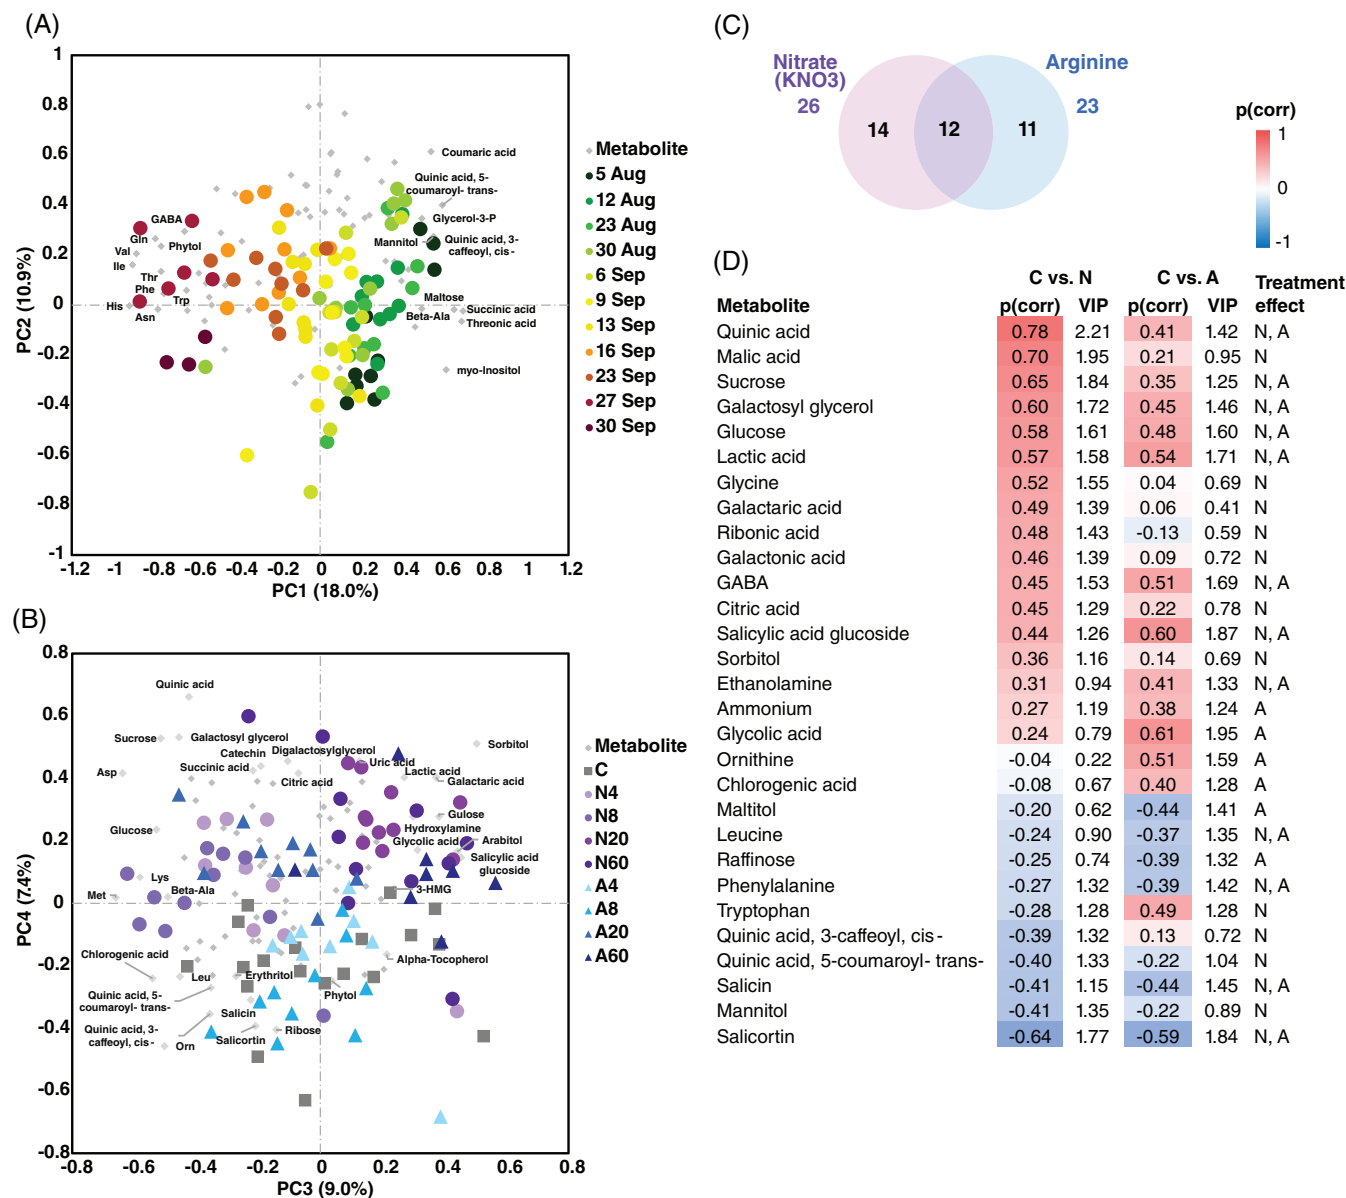 (A)
1
0.8
0.6
0.4
0.2
0
-0.2
-0.4
-0.6
-0.8
-1
PC2 (10.9%)
-1.2 -1 -0.8 -0.6 -0.4 -0.2 0 0.2 0.4 0.6 0.8 1 1.2
PC1 (18.0%)
Coumaric acid
Quinic acid, 5-
coumaroyl- trans-
Glycerol-3-P
Mannitol
Quinic acid, 3-
caffeoyl, cis-
GABA
Gln
Phytol
Val
Ile
Thr
Phe
Trp
His
Asn
Maltose
Succinic acid
Beta-Ala
Threonic acid
myo-Inositol
Metabolite
5 Aug
12 Aug
23 Aug
30 Aug
6 Sep
9 Sep
13 Sep
16 Sep
23 Sep
27 Sep
30 Sep
(B)
0.8
0.6
0.4
0.2
0
-0.2
-0.4
-0.6
-0.8
PC4 (7.4%)
-0.8 -0.6 -0.4 -0.2 0 0.2 0.4 0.6 0.8
PC3 (9.0%)
Quinic acid
Sucrose
Galactosyl glycerol
Catechin
Digalactosylglycerol
Sorbitol
Asp
Succinic acid
Uric acid
Citric acid
Lactic acid
Galactaric acid
Glucose
Gulose
Hydroxylamine
Glycolic acid
Arabitol
Salicylic acid
glucoside
Lys
Met
Beta-Ala
3-HMG
Chlorogenic acid
Alpha-Tocopherol
Leu
Erythritol
Quinic acid, 5-
coumaroyl- trans-
Phytol
Salicin
Quinic acid, 3-
caffeoyl, cis-
Orn
Ribose
Salicortin
Metabolite
C
N4
N8
N20
N60
A4
A8
A20
A60
(C)
Nitrate
(KNO3)
26
Arginine
23
14 12 11
p(corr)
1
0
-1
(D)
C vs. N C vs. A Treatment
Metabolite p(corr) VIP p(corr) VIP effect
Quinic acid 0.78 2.21 0.41 1.42 N, A
Malic acid 0.70 1.95 0.21 0.95 N
Sucrose 0.65 1.84 0.35 1.25 N, A
Galactosyl glycerol 0.60 1.72 0.45 1.46 N, A
Glucose 0.58 1.61 0.48 1.60 N, A
Lactic acid 0.57 1.58 0.54 1.71 N, A
Glycine 0.52 1.55 0.04 0.69 N
Galactaric acid 0.49 1.39 0.06 0.41 N
Ribonic acid 0.48 1.43 -0.13 0.59 N
Galactonic acid 0.46 1.39 0.09 0.72 N
GABA 0.45 1.53 0.51 1.69 N, A
Citric acid 0.45 1.29 0.22 0.78 N
Salicylic acid glucoside 0.44 1.26 0.60 1.87 N, A
Sorbitol 0.36 1.16 0.14 0.69 N
Ethanolamine 0.31 0.94 0.41 1.33 N, A
Ammonium 0.27 1.19 0.38 1.24 A
Glycolic acid 0.24 0.79 0.61 1.95 A
Ornithine -0.04 0.22 0.51 1.59 A
Chlorogenic acid -0.08 0.67 0.40 1.28 A
Maltitol -0.20 0.62 -0.44 1.41 A
Leucine -0.24 0.90 -0.37 1.35 N, A
Raffinose -0.25 0.74 -0.39 1.32 A
Phenylalanine -0.27 1.32 -0.39 1.42 N, A
Tryptophan -0.28 1.28 0.49 1.28 N
Quinic acid, 3-caffeoyl, cis- -0.39 1.32 0.13 0.72 N
Quinic acid, 5-coumaroyl- trans- -0.40 1.33 -0.22 1.04 N
Salicin -0.41 1.15 -0.44 1.45 N, A
Mannitol -0.41 1.35 -0.22 0.89 N
Salicortin -0.64 1.77 -0.59 1.84 N, A